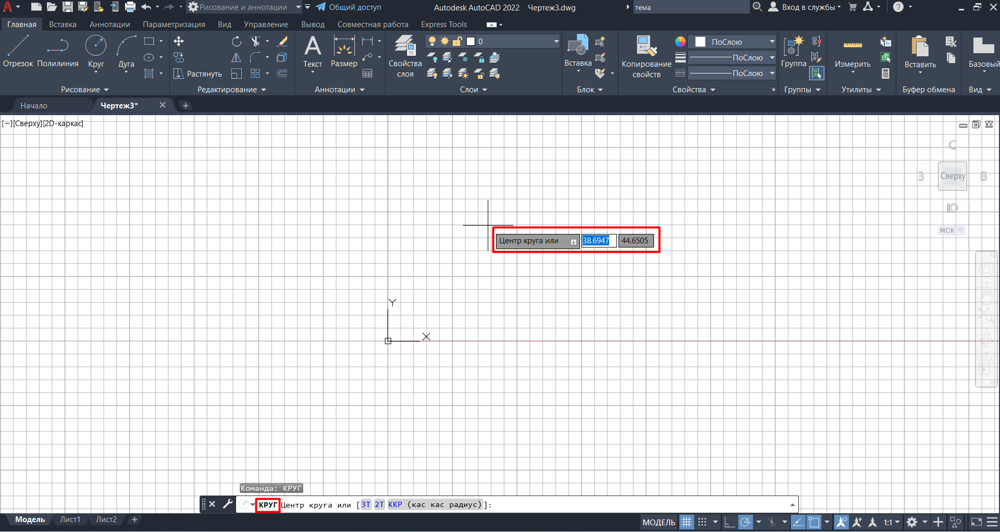 Рисование и аннотации
Общий доступ
Autodesk AutoCAD 2022 Чертеж3.dwg
тема
Вход в службы
Главная Вставка Аннотации Параметризация Вид Управление Вывод Совместная работа Express Tools
0
ПоСлою
Отрезок Полилиния Круг Дуга
Текст Размер
Вставка
ПоСлою
Группа
Измерить
Вставить
Базовый
Растянуть
Свойства слоя
Копирование свойств
ПоСлою
Рисование Редактирование Аннотации Слои Блок Свойства Группы Утилиты Буфер обмена Вид
Начало Чертеж3*
[−][Сверху][2D-каркас]
С
З Сверху В
Ю
МСК
Центр круга или 38.6947 44.6505
Y
X
Команда: КРУГ
КРУГ Центр круга или [3Т 2Т ККР (кас кас радиус)]:
Модель Лист1 Лист2
МОДЕЛЬ
1:1